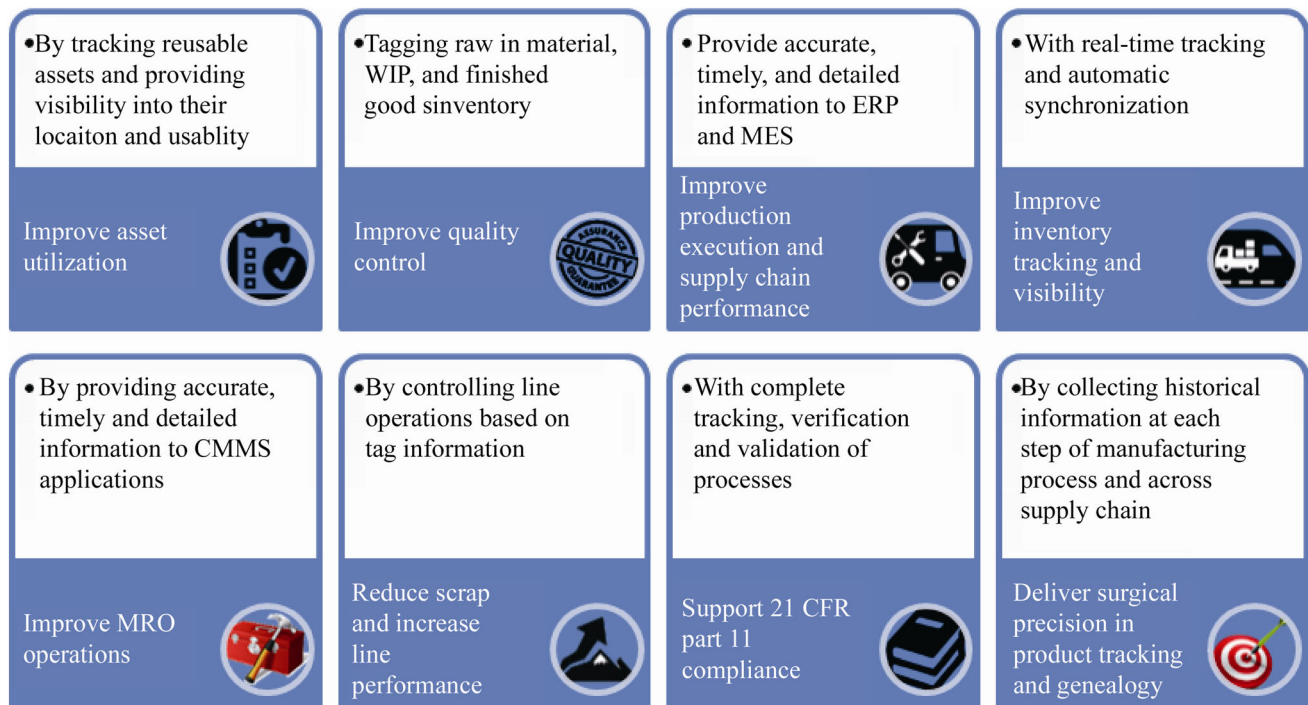 • By tracking reusable
assets and providing
visibility into their
locaiton and usablity
Improve asset
utilization
• Tagging raw in material,
WIP, and finished
good sinventory
Improve quality
control
ASSURANCE
QUALITY
GUARANTEE
• Provide accurate,
timely, and detailed
information to ERP
and MES
Improve
production
execution and
supply chain
performance
• With real-time tracking
and automatic
synchronization
Improve
inventory
tracking and
visibility
• By providing accurate,
timely and detailed
information to CMMS
applications
Improve MRO
operations
• By controlling line
operations based on
tag information
Reduce scrap
and increase
line
performance
• With complete
tracking, verification
and validation of
processes
Support 21 CFR
part 11
compliance
• By collecting historical
information at each
step of manufacturing
process and across
supply chain
Deliver surgical
precision in
product tracking
and genealogy